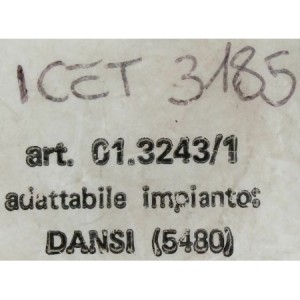 ICET 3185
art. 01.3243/1
adattabile impianto:
DANSI (5480)